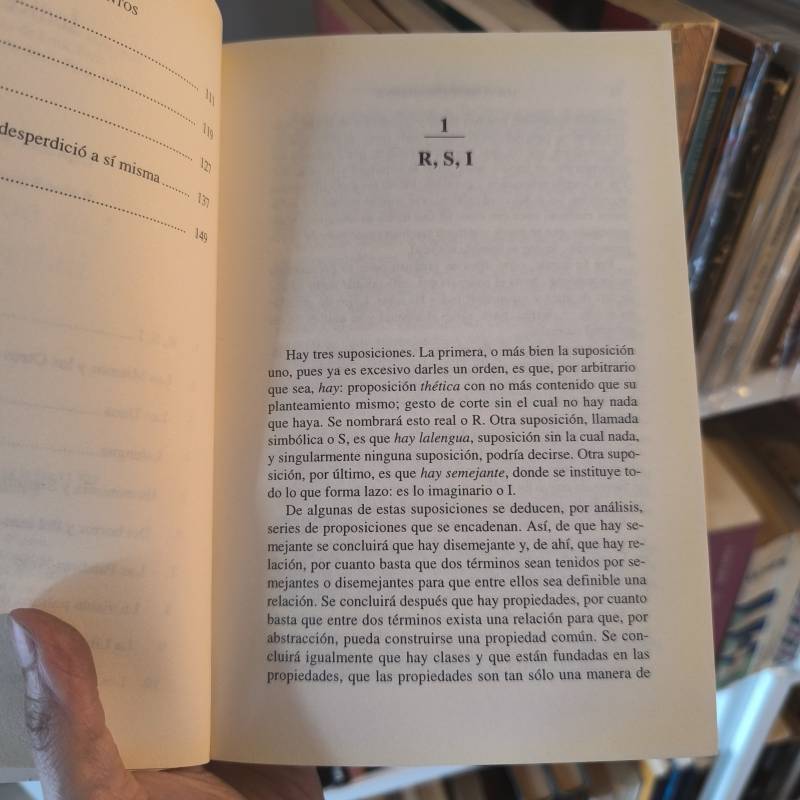 111
119
127
desperdició a sí misma ........ 137
149
1
R, S, I
Hay tres suposiciones. La primera, o más bien la suposición
uno, pues ya es excesivo darles un orden, es que, por arbitrario
que sea, hay: proposición thética con no más contenido que su
planteamiento mismo; gesto de corte sin el cual no hay nada
que haya. Se nombrará esto real o R. Otra suposición, llamada
simbólica o S, es que hay lalengua, suposición sin la cual nada,
y singularmente ninguna suposición, podría decirse. Otra supo-
sición, por último, es que hay semejante, donde se instituye to-
do lo que forma lazo: es lo imaginario o I.
De algunas de estas suposiciones se deducen, por análisis,
series de proposiciones que se encadenan. Así, de que hay se-
mejante se concluirá que hay disemejante y, de ahí, que hay re-
lación, por cuanto basta que dos términos sean tenidos por se-
mejantes o disemejantes para que entre ellos sea definible una
relación. Se concluirá después que hay propiedades, por cuanto
basta que entre dos términos exista una relación para que, por
abstracción, pueda construirse una propiedad común. Se con-
cluirá igualmente que hay clases y que están fundadas en las
propiedades, que las propiedades son tan sólo una manera de